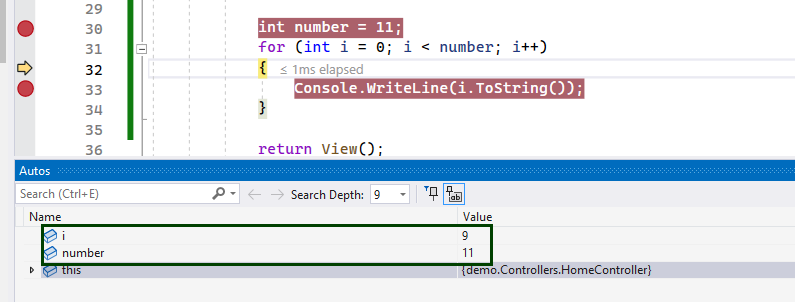 29
30 int number = 11;
31 for (int i = 0; i < number; i++)
32 { ≤ 1ms elapsed
33 Console.WriteLine(i.ToString());
34 }
35
36 return View();
Autos
Search (Ctrl+E) Search Depth: 9
Name Value
i 9
number 11
this {demo.Controllers.HomeController}